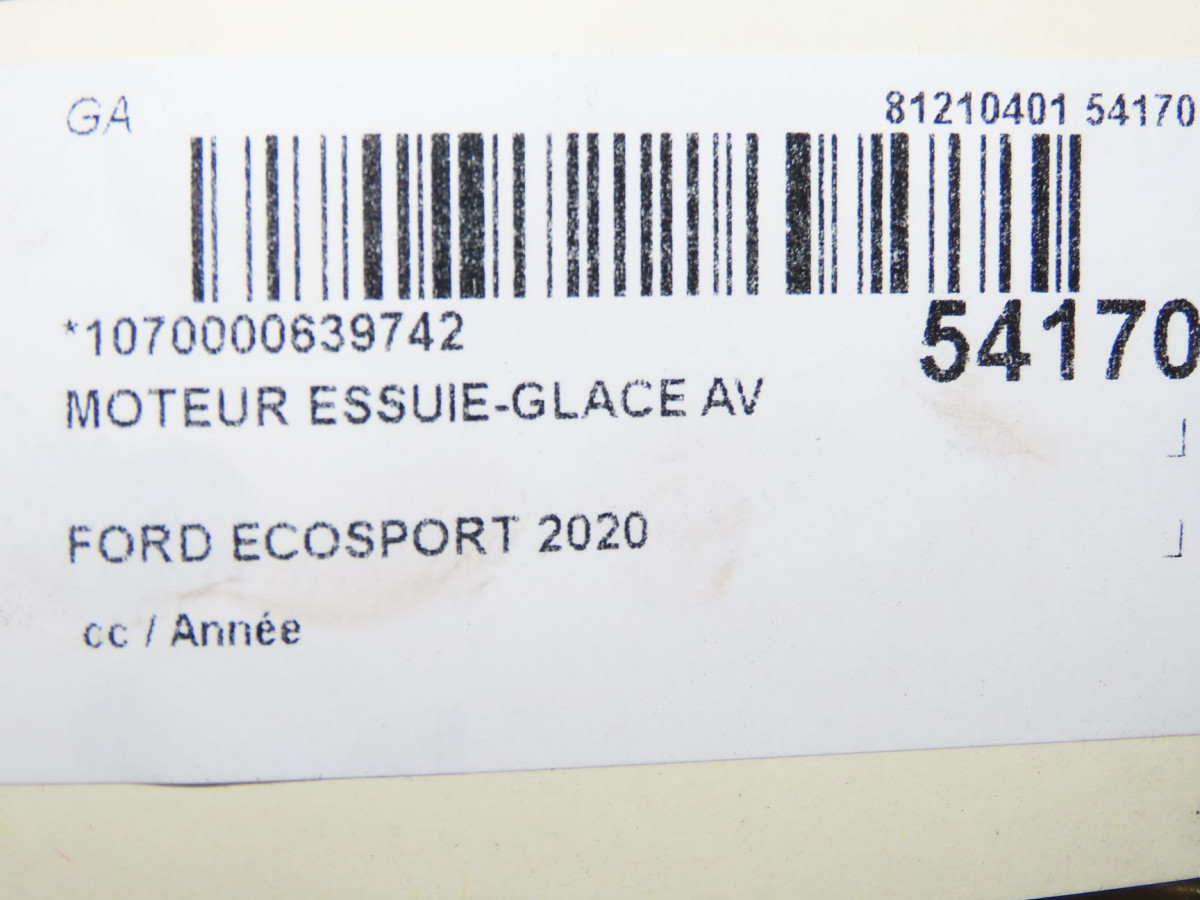 GA
81210401 54170
*1070000639742
54170
MOTEUR ESSUIE-GLACE AV
FORD ECOSPORT 2020
cc / Année